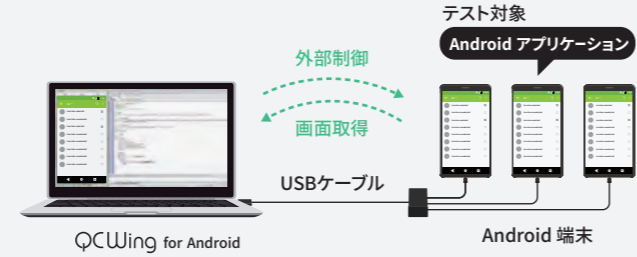 テスト対象
Android アプリケーション
外部制御
画面取得
USBケーブル
QCWing for Android
Android 端末